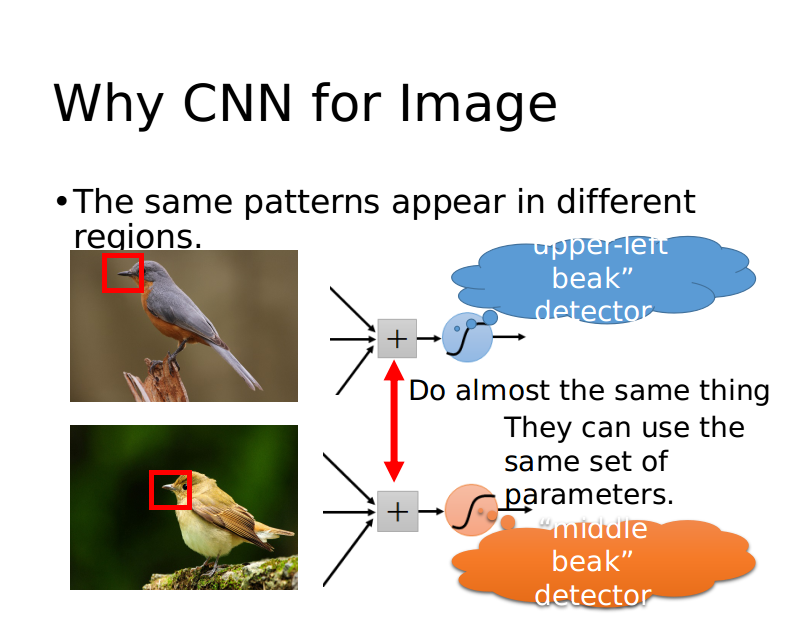 Why CNN for Image
•The same patterns appear in different
regions.
upper-left
beak”
detector
+
Do almost the same thing
They can use the
same set of
parameters.
+
“middle
beak”
detector